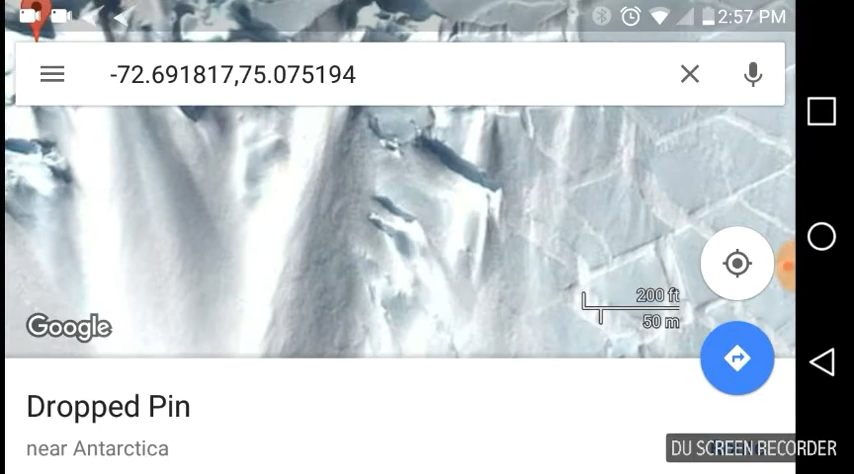 2:57 PM
-72.691817,75.075194
200 ft
50 m
Google
Dropped Pin
near Antarctica
DU SCREEN RECORDER